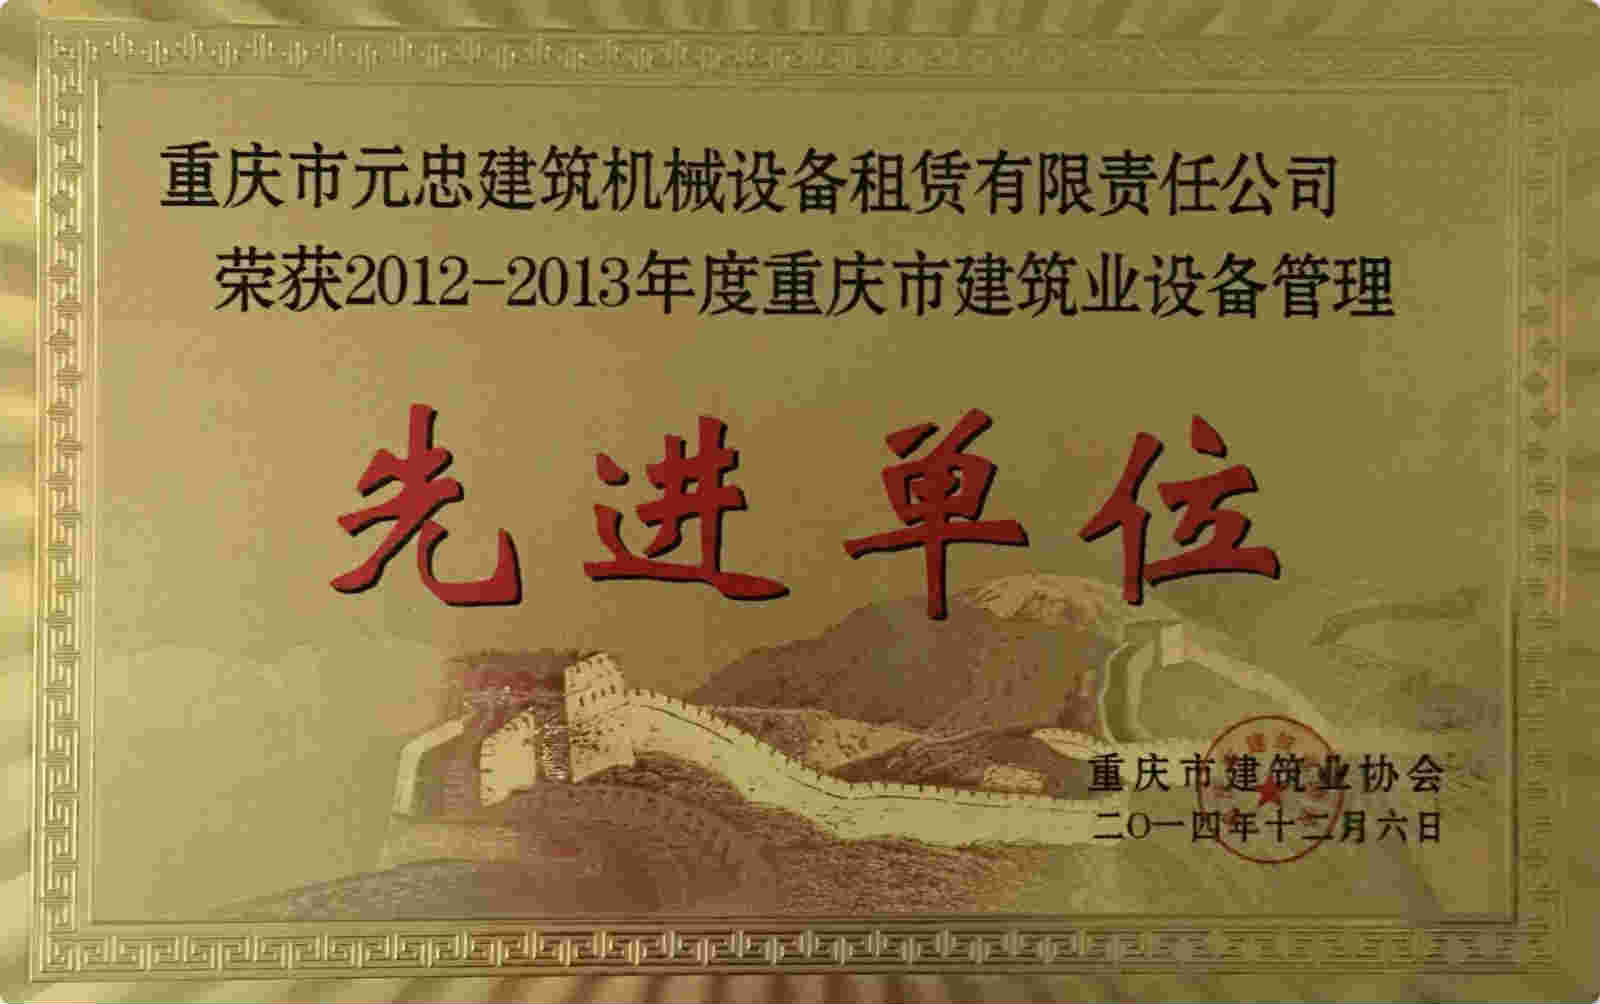 重庆市元忠建筑机械设备租赁有限责任公司
荣获2012-2013年度重庆市建筑业设备管理
先进单位
重庆市建筑业协会
二〇一四年十二月六日